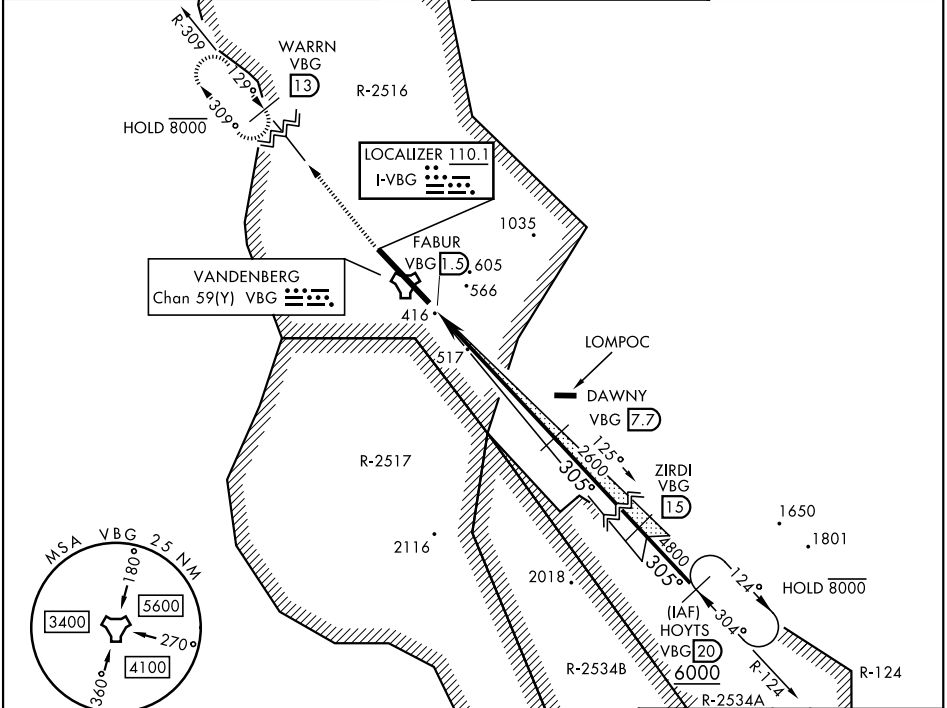 R-309
129°
309°
WARRN
VBG
13
R-2516
HOLD 8000
LOCALIZER 110.1
I-VBG
1035
FABUR
VBG 1.5
605
566
VANDENBERG
Chan 59(Y) VBG
416
517
LOMPOC
DAWNY
VBG 7.7
R-2517
125°
2600
305°
ZIRDI
VBG
15
1650
1801
2116
4800
305°
2018
124°
HOLD 8000
304°
(IAF)
HOYTS
VBG 20
6000
R-124
R-124
R-2534B
R-2534A
MSA VBG 25 NM
180°
5600
3400
270°
4100
360°